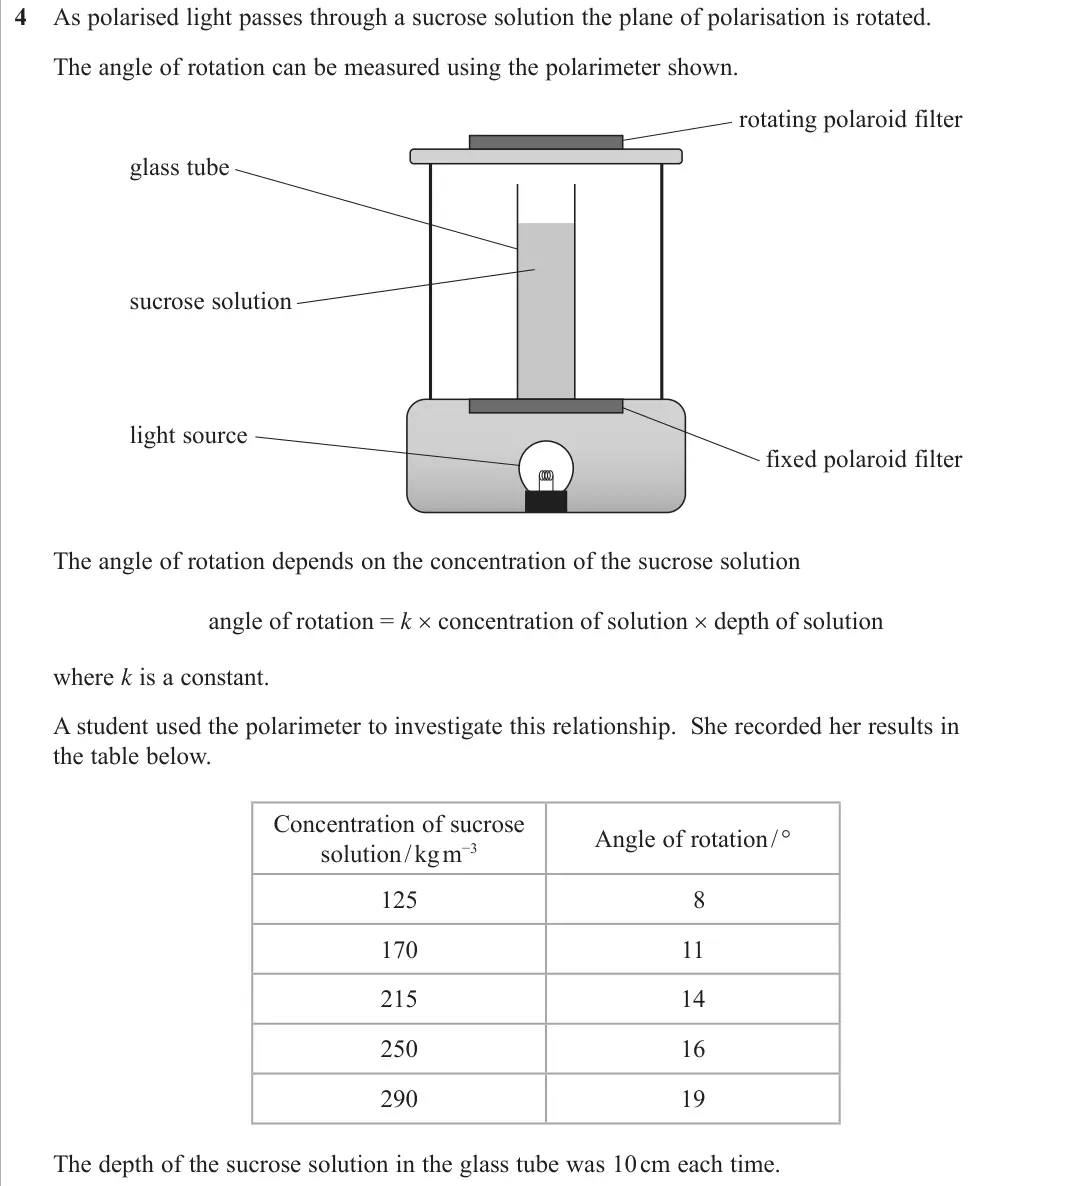 4 As polarised light passes through a sucrose solution the plane of polarisation is rotated.
The angle of rotation can be measured using the polarimeter shown.
rotating polaroid filter
glass tube
sucrose solution
light source
fixed polaroid filter
The angle of rotation depends on the concentration of the sucrose solution
angle of rotation = k × concentration of solution × depth of solution
where k is a constant.
A student used the polarimeter to investigate this relationship. She recorded her results in
the table below.
Concentration of sucrose
solution/kg m⁻³
Angle of rotation/°
125 8
170 11
215 14
250 16
290 19
The depth of the sucrose solution in the glass tube was 10 cm each time.